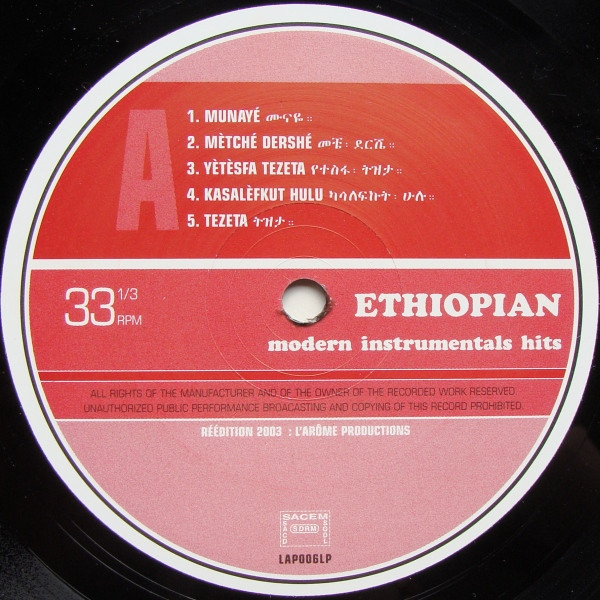 A
1. MUNAYÉ ሙናዬ ።
2. MÈTCHÉ DERSHÉ መቼ ፡ ደርሼ ።
3. YÈTÈSFA TEZETA የተስፋ ፡ ትዝታ ።
4. KASALÈFKUT HULU ካሳለፍኩት ፡ ሁሉ ።
5. TEZETA ትዝታ ።
33 1/3
RPM
ETHIOPIAN
modern instrumentals hits
ALL RIGHTS OF THE MANUFACTURER AND OF THE OWNER OF THE RECORDED WORK RESERVED.
UNAUTHORIZED PUBLIC PERFORMANCE BROACASTING AND COPYING OF THIS RECORD PROHIBITED.
RÉÉDITION 2003 : L'ARÔME PRODUCTIONS
SACEM
SACD SDRM SGDL
LAP006LP